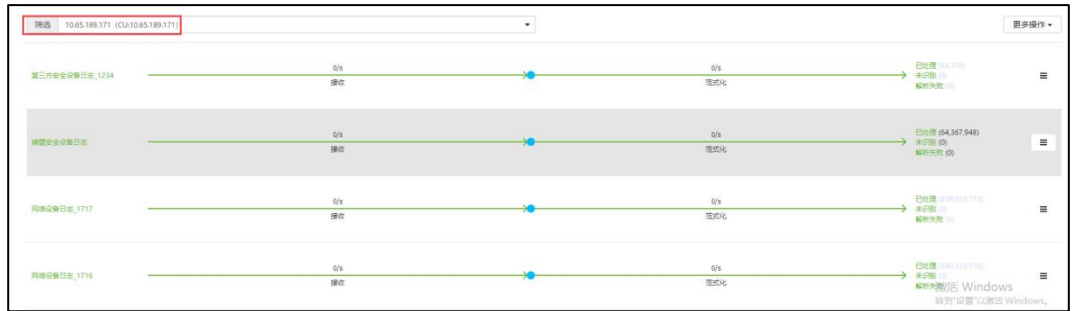 筛选 10.65.189.171 (CU:10.65.189.171)
更多操作
第三方安全设备日志_1234
0/s
接收
0/s
范式化
已处理
未识别 (0)
解析失败 (0)
绿盟安全设备日志
0/s
接收
0/s
范式化
已处理 (64,367,948)
未识别 (0)
解析失败 (0)
网络设备日志_1717
0/s
接收
0/s
范式化
已处理
未识别 (0)
解析失败 (0)
网络设备日志_1716
0/s
接收
0/s
范式化
已处理
未识别 (0)
解析失败
激活 Windows
转到"设置"以激活 Windows。